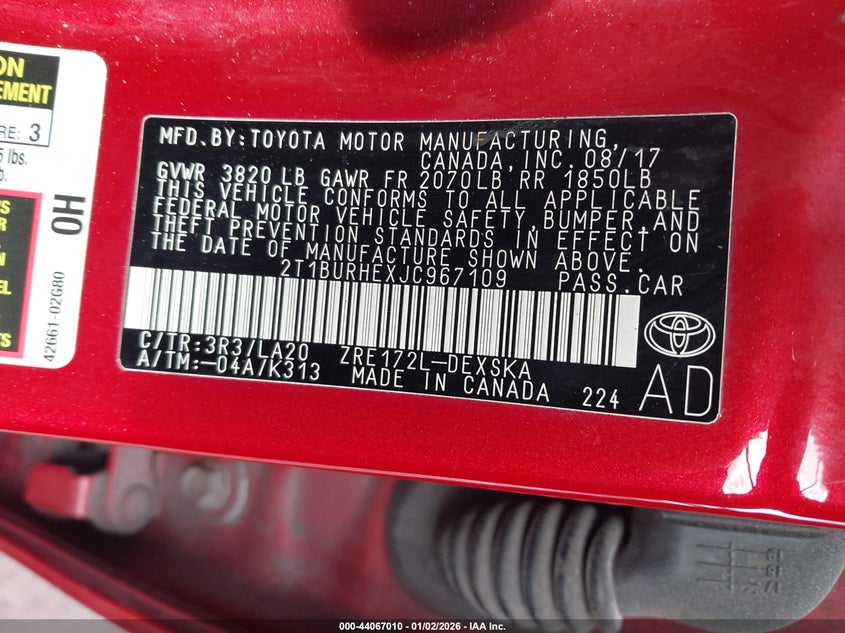 ON
EMENT
RE: 3
5 lbs.
b.
OH
S
R
N
EL
TS
42661-02G80
MFD.BY:TOYOTA MOTOR MANUFACTURING,
CANADA,INC. 08/17
GVWR 3820 LB GAWR FR 2070LB RR 1850LB
THIS VEHICLE CONFORMS TO ALL APPLICABLE
FEDERAL MOTOR VEHICLE SAFETY,BUMPER,AND
THEFT PREVENTION STANDARDS IN EFFECT ON
THE DATE OF MANUFACTURE SHOWN ABOVE.
2T1BURHEXJC967109 PASS.CAR
C/TR:3R3/LA20 ZRE172L-DEXSKA
A/TM:-04A/K313 MADE IN CANADA 224
AD
000-44067010 - 01/02/2026 - IAA Inc.